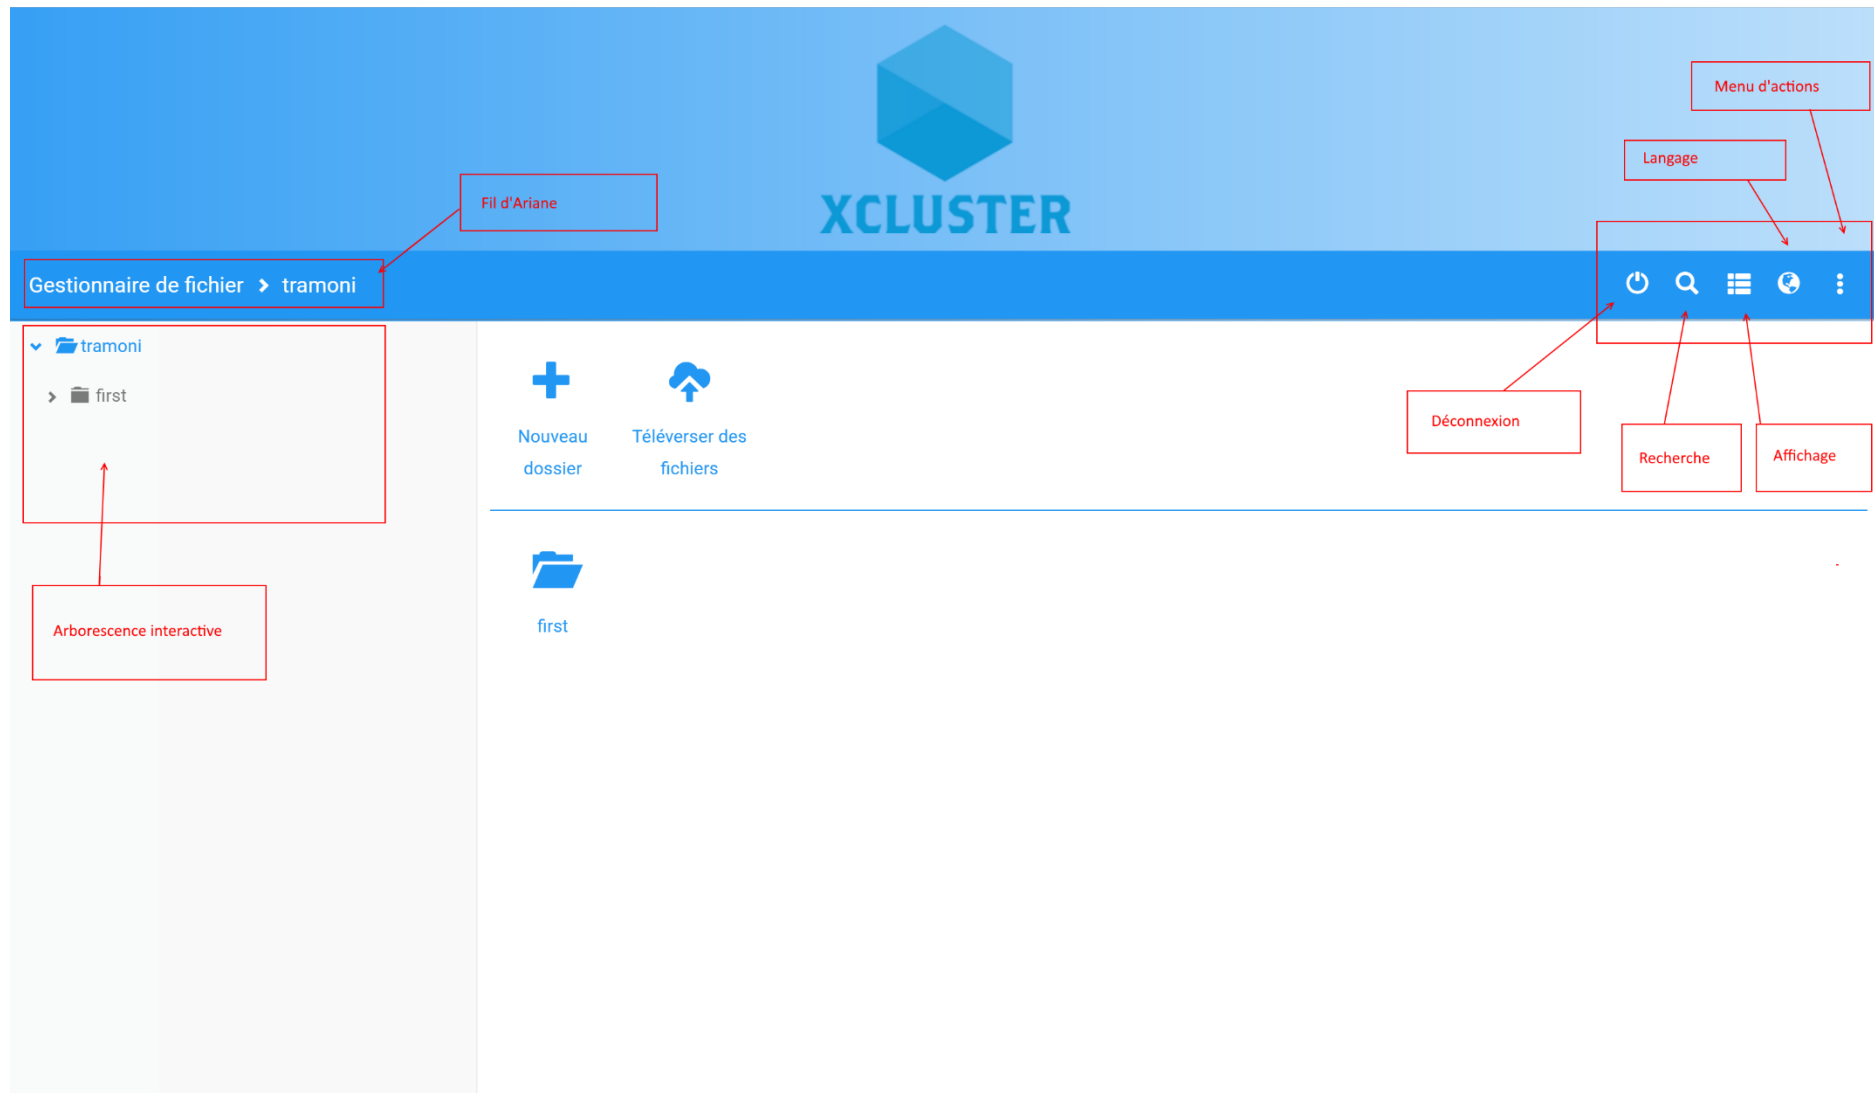 Menu d'actions
Langage
Fil d'Ariane
XCLUSTER
Gestionnaire de fichier > tramoni
tramoni
first
Nouveau
dossier
Téléverser des
fichiers
Déconnexion
Recherche
Affichage
first
Arborescence interactive